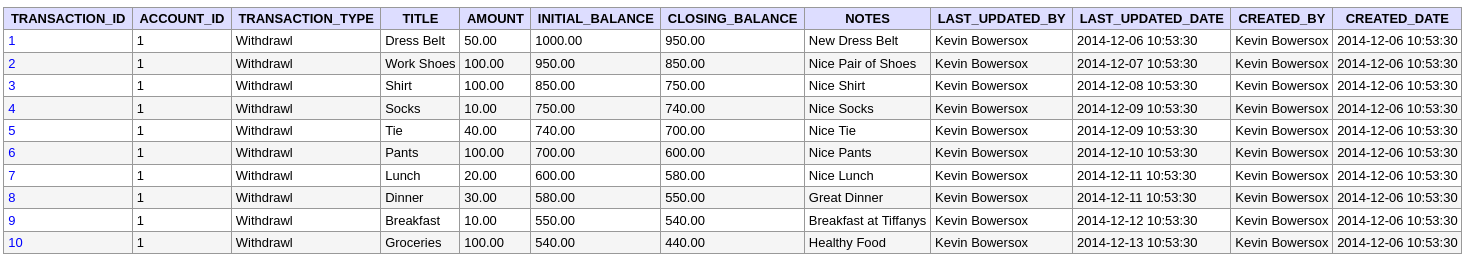 TRANSACTION_ID ACCOUNT_ID TRANSACTION_TYPE TITLE AMOUNT INITIAL_BALANCE CLOSING_BALANCE NOTES LAST_UPDATED_BY LAST_UPDATED_DATE CREATED_BY CREATED_DATE
1 1 Withdrawl Dress Belt 50.00 1000.00 950.00 New Dress Belt Kevin Bowersox 2014-12-06 10:53:30 Kevin Bowersox 2014-12-06 10:53:30
2 1 Withdrawl Work Shoes 100.00 950.00 850.00 Nice Pair of Shoes Kevin Bowersox 2014-12-07 10:53:30 Kevin Bowersox 2014-12-06 10:53:30
3 1 Withdrawl Shirt 100.00 850.00 750.00 Nice Shirt Kevin Bowersox 2014-12-08 10:53:30 Kevin Bowersox 2014-12-06 10:53:30
4 1 Withdrawl Socks 10.00 750.00 740.00 Nice Socks Kevin Bowersox 2014-12-09 10:53:30 Kevin Bowersox 2014-12-06 10:53:30
5 1 Withdrawl Tie 40.00 740.00 700.00 Nice Tie Kevin Bowersox 2014-12-09 10:53:30 Kevin Bowersox 2014-12-06 10:53:30
6 1 Withdrawl Pants 100.00 700.00 600.00 Nice Pants Kevin Bowersox 2014-12-10 10:53:30 Kevin Bowersox 2014-12-06 10:53:30
7 1 Withdrawl Lunch 20.00 600.00 580.00 Nice Lunch Kevin Bowersox 2014-12-11 10:53:30 Kevin Bowersox 2014-12-06 10:53:30
8 1 Withdrawl Dinner 30.00 580.00 550.00 Great Dinner Kevin Bowersox 2014-12-11 10:53:30 Kevin Bowersox 2014-12-06 10:53:30
9 1 Withdrawl Breakfast 10.00 550.00 540.00 Breakfast at Tiffanys Kevin Bowersox 2014-12-12 10:53:30 Kevin Bowersox 2014-12-06 10:53:30
10 1 Withdrawl Groceries 100.00 540.00 440.00 Healthy Food Kevin Bowersox 2014-12-13 10:53:30 Kevin Bowersox 2014-12-06 10:53:30